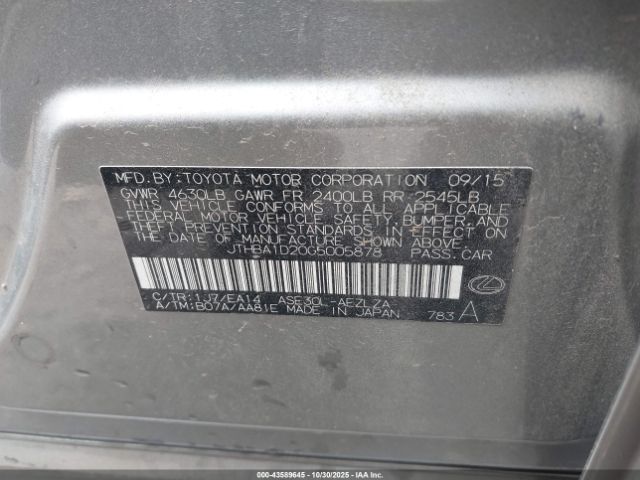 MFD. BY: TOYOTA MOTOR CORPORATION 09/15
GVWR 4630LB GAWR FR 2400LB RR 2545LB
THIS VEHICLE CONFORMS TO ALL APPLICABLE
FEDERAL MOTOR VEHICLE SAFETY, BUMPER, AND
THEFT PREVENTION STANDARDS IN EFFECT ON
THE DATE OF MANUFACTURE SHOWN ABOVE.
JTHBA1D20G5005878 PASS. CAR
C/TR: 1J7/EA14 ASE30L-AEZLZA
A/TM: B07A/AA81E MADE IN JAPAN 783 A
000-43589645 | 10/30/2025 | IAAI.COM